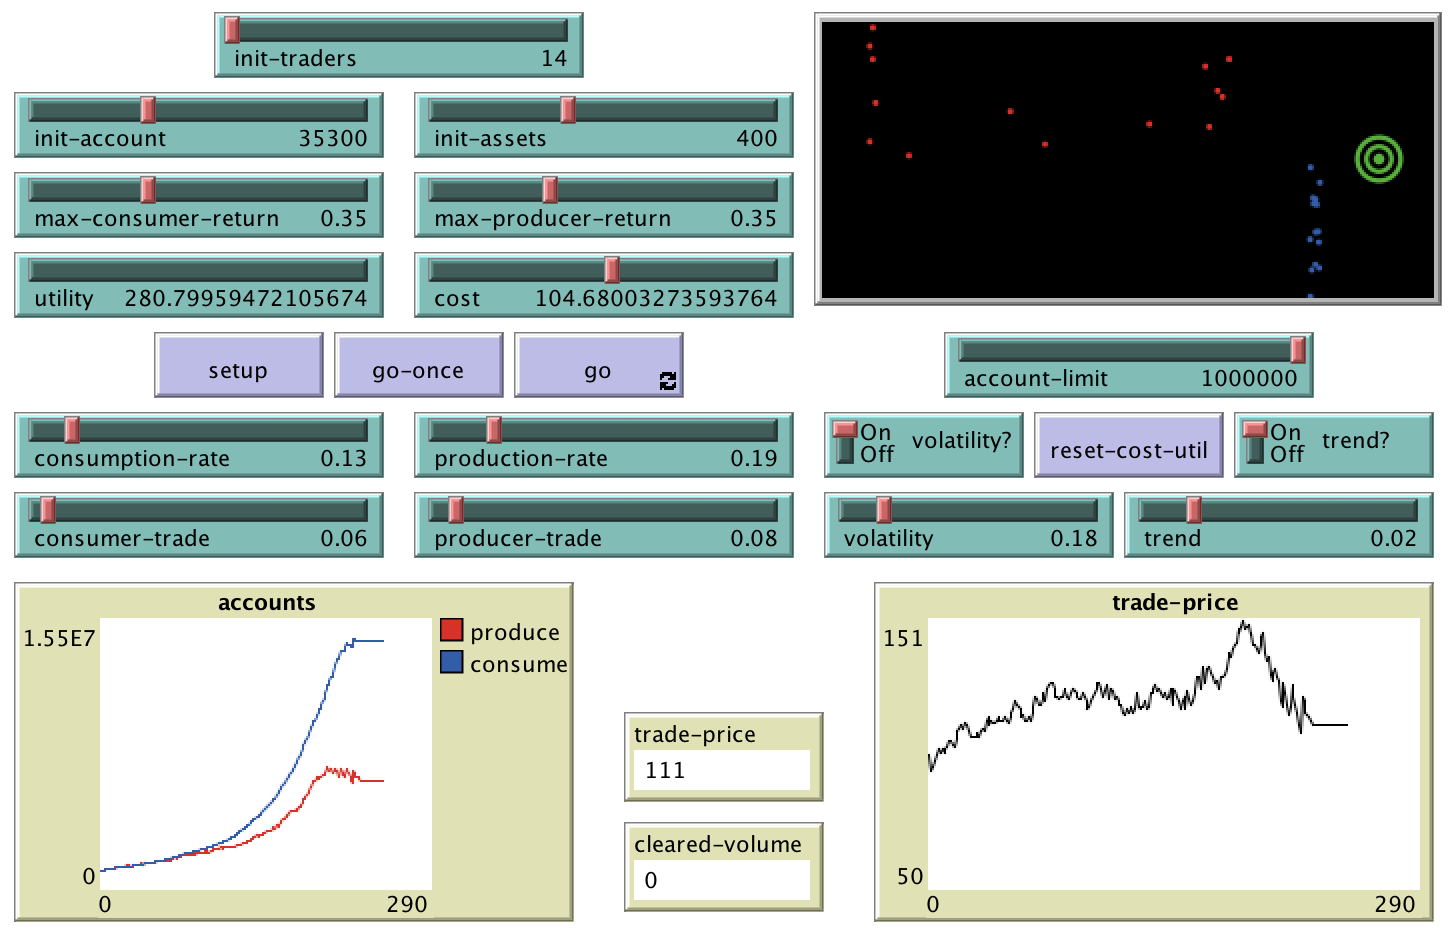 init-traders 14
init-account 35300
init-assets 400
max-consumer-return 0.35
max-producer-return 0.35
utility 280.79959472105674
cost 104.68003273593764
setup
go-once
go
account-limit 1000000
consumption-rate 0.13
production-rate 0.19
On
Off
volatility?
reset-cost-util
On
Off
trend?
consumer-trade 0.06
producer-trade 0.08
volatility 0.18
trend 0.02
accounts
1.55E7
0
0 290
produce
consume
trade-price
111
cleared-volume
0
trade-price
151
50
0 290